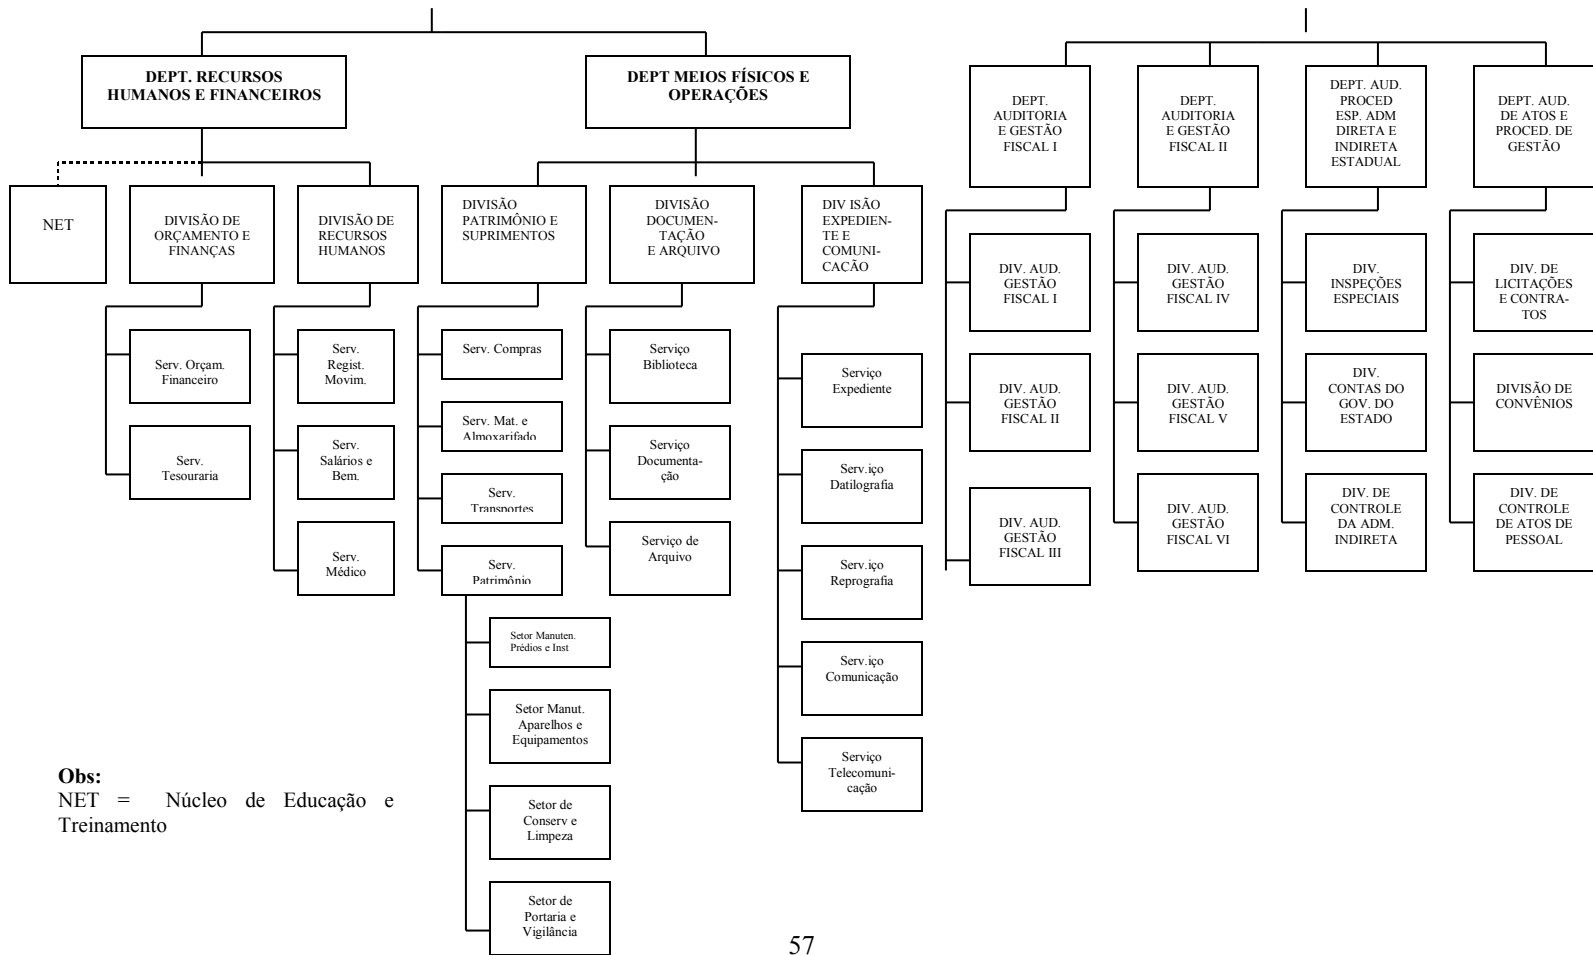 DEPT. RECURSOS
HUMANOS E FINANCEIROS
DEPT MEIOS FÍSICOS E
OPERAÇÕES
DEPT.
AUDITORIA
E GESTÃO
FISCAL I
DEPT.
AUDITORIA
E GESTÃO
FISCAL II
DEPT. AUD.
PROCED
ESP. ADM
DIRETA E
INDIRETA
ESTADUAL
DEPT. AUD.
DE ATOS E
PROCED. DE
GESTÃO
NET
DIVISÃO DE
ORÇAMENTO E
FINANÇAS
DIVISÃO DE
RECURSOS
HUMANOS
DIVISÃO
PATRIMÔNIO E
SUPRIMENTOS
DIVISÃO
DOCUMEN-
TAÇÃO
E ARQUIVO
DIV ISÃO
EXPEDIEN-
TE E
COMUNI-
CACÃO
Serv. Orçam.
Financeiro
Serv.
Tesouraria
Serv.
Regist.
Movim.
Serv.
Salários e
Bem.
Serv.
Médico
Serv. Compras
Serv. Mat. e
Almoxarifado
Serv.
Transportes
Serv.
Patrimônio
Setor Manuten.
Prédios e Inst
Setor Manut.
Aparelhos e
Equipamentos
Setor de
Conserv e
Limpeza
Setor de
Portaria e
Vigilância
Serviço
Biblioteca
Serviço
Documenta-
ção
Serviço de
Arquivo
Serviço
Expediente
Serv.iço
Datilografia
Serv.iço
Reprografia
Serv.iço
Comunicação
Serviço
Telecomuni-
cação
DIV. AUD.
GESTÃO
FISCAL I
DIV. AUD.
GESTÃO
FISCAL II
DIV. AUD.
GESTÃO
FISCAL III
DIV. AUD.
GESTÃO
FISCAL IV
DIV. AUD.
GESTÃO
FISCAL V
DIV. AUD.
GESTÃO
FISCAL VI
DIV.
INSPEÇÕES
ESPECIAIS
DIV.
CONTAS DO
GOV. DO
ESTADO
DIV. DE
CONTROLE
DA ADM.
INDIRETA
DIV. DE
LICITAÇÕES
E CONTRA-
TOS
DIVISÃO DE
CONVÊNIOS
DIV. DE
CONTROLE
DE ATOS DE
PESSOAL
Obs:
NET = Núcleo de Educação e
Treinamento
57